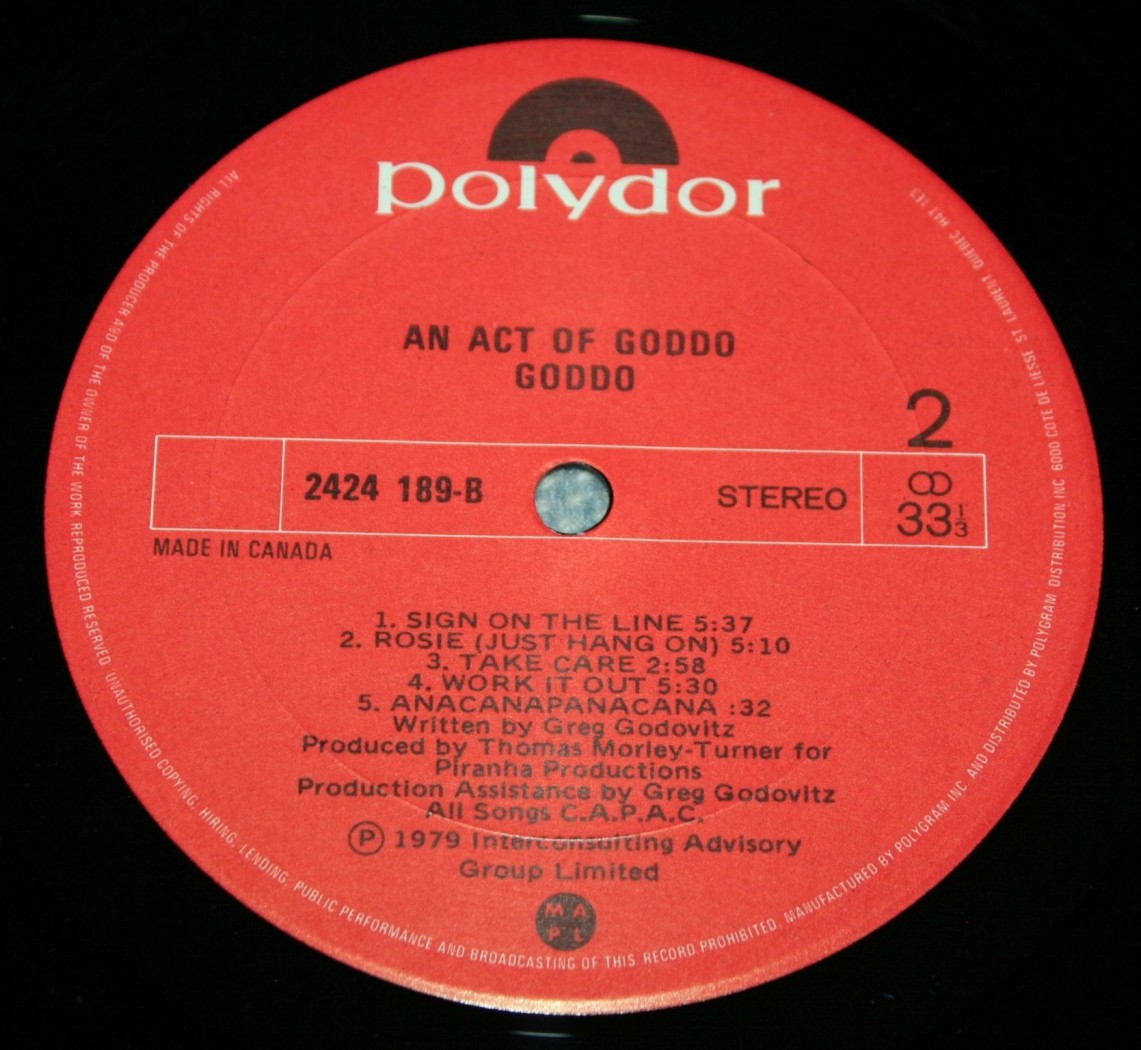 polydor
AN ACT OF GODDO
GODDO
2
2424 189-B
STEREO
33 1/3
MADE IN CANADA
1. SIGN ON THE LINE 5:37
2. ROSIE (JUST HANG ON) 5:10
3. TAKE CARE 2:58
4. WORK IT OUT 5:30
5. ANACANAPANACANA :32
Written by Greg Godovitz
Produced by Thomas Morley-Turner for
Piranha Productions
Production Assistance by Greg Godovitz
All Songs C.A.P.A.C.
Ⓟ 1979 Interconsulting Advisory
Group Limited
M A
P L
ALL RIGHTS OF THE PRODUCER AND OF THE OWNER OF THE WORK REPRODUCED RESERVED. UNAUTHORISED COPYING, HIRING, LENDING, PUBLIC PERFORMANCE AND BROADCASTING OF THIS RECORD PROHIBITED. MANUFACTURED BY POLYGRAM INC AND DISTRIBUTED BY POLYGRAM DISTRIBUTION INC 6000 COTE DE LIESSE ST LAURENT QUEBEC H4T 1E3